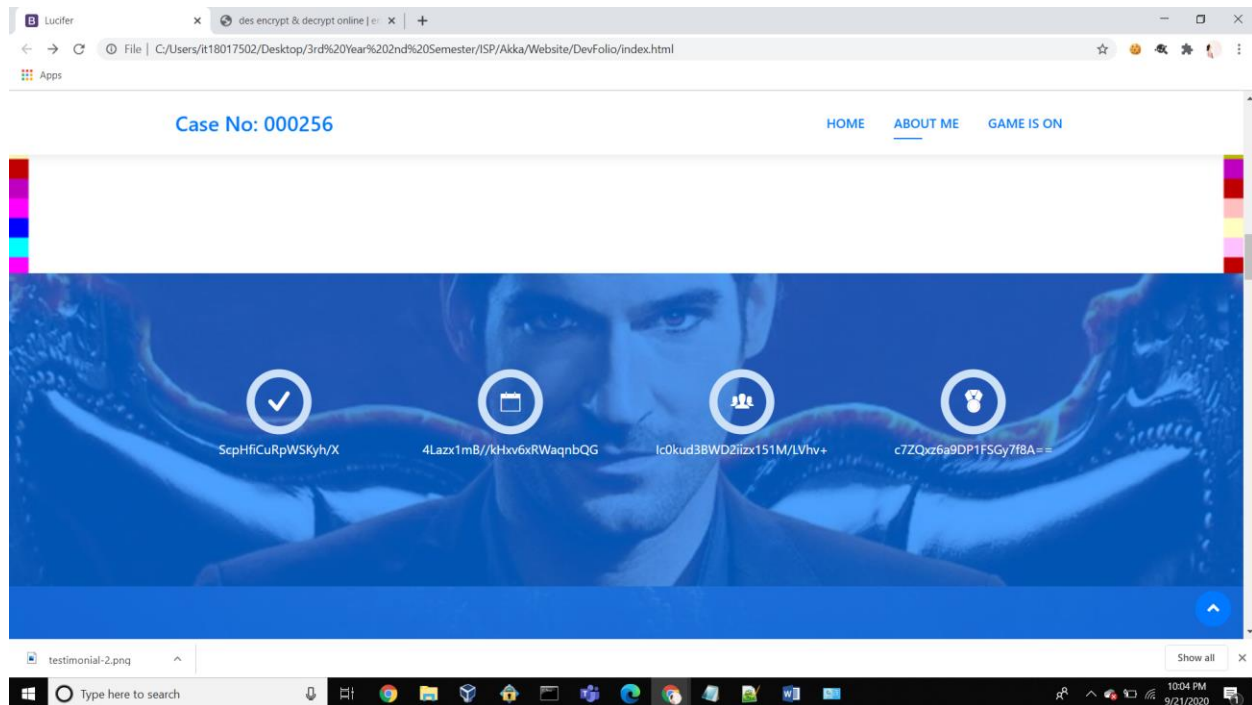 Lucifer
des encrypt & decrypt online | en
File | C:/Users/it18017502/Desktop/3rd%20Year%202nd%20Semester/ISP/Akka/Website/DevFolio/index.html
Apps
Case No: 000256
HOME ABOUT ME GAME IS ON
ScpHfiCuRpWSKyh/X 4Lazx1mB//kHxv6xRWaqnbQG Ic0kud3BWD2iizx151M/LVhv+ c7ZQxz6a9DP1FSGy7f8A==
testimonial-2.png
Show all
Type here to search
10:04 PM
9/21/2020